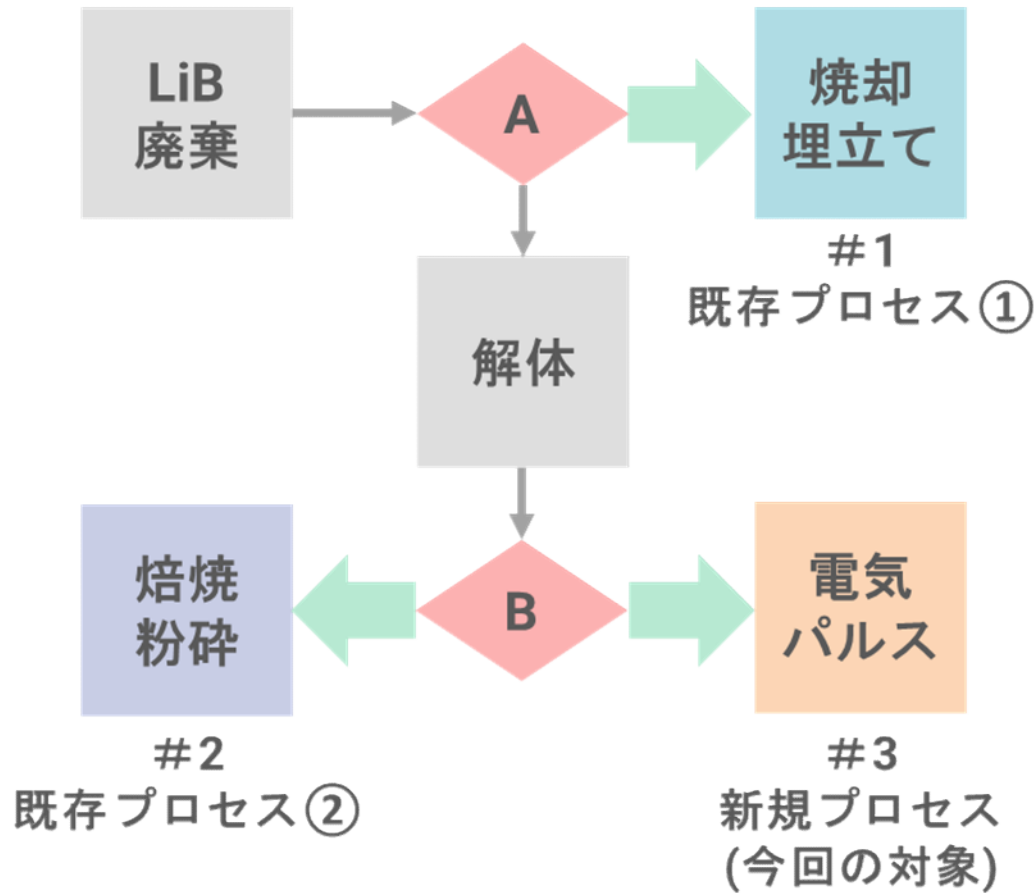 LiB
廃棄
A
焼却
埋立て
#1
既存プロセス①
解体
焙焼
粉砕
B
電気
パルス
#2
既存プロセス②
#3
新規プロセス
(今回の対象)